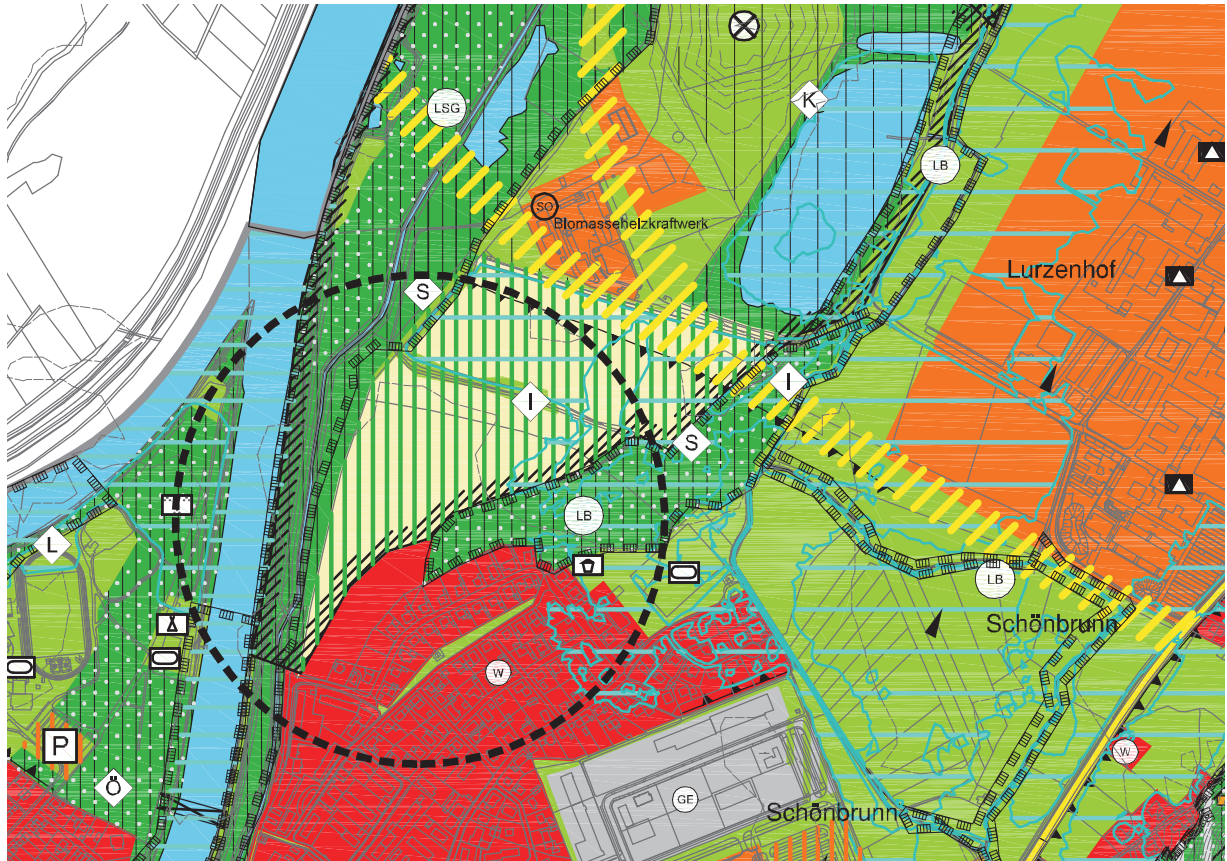 LSG
K
LB
SO
Biomasseheizkraftwerk
Lurzenhof
S
I
I
S
LB
L
LB
Schönbrunn
W
P
W
Ö
GE
Schönbrunn